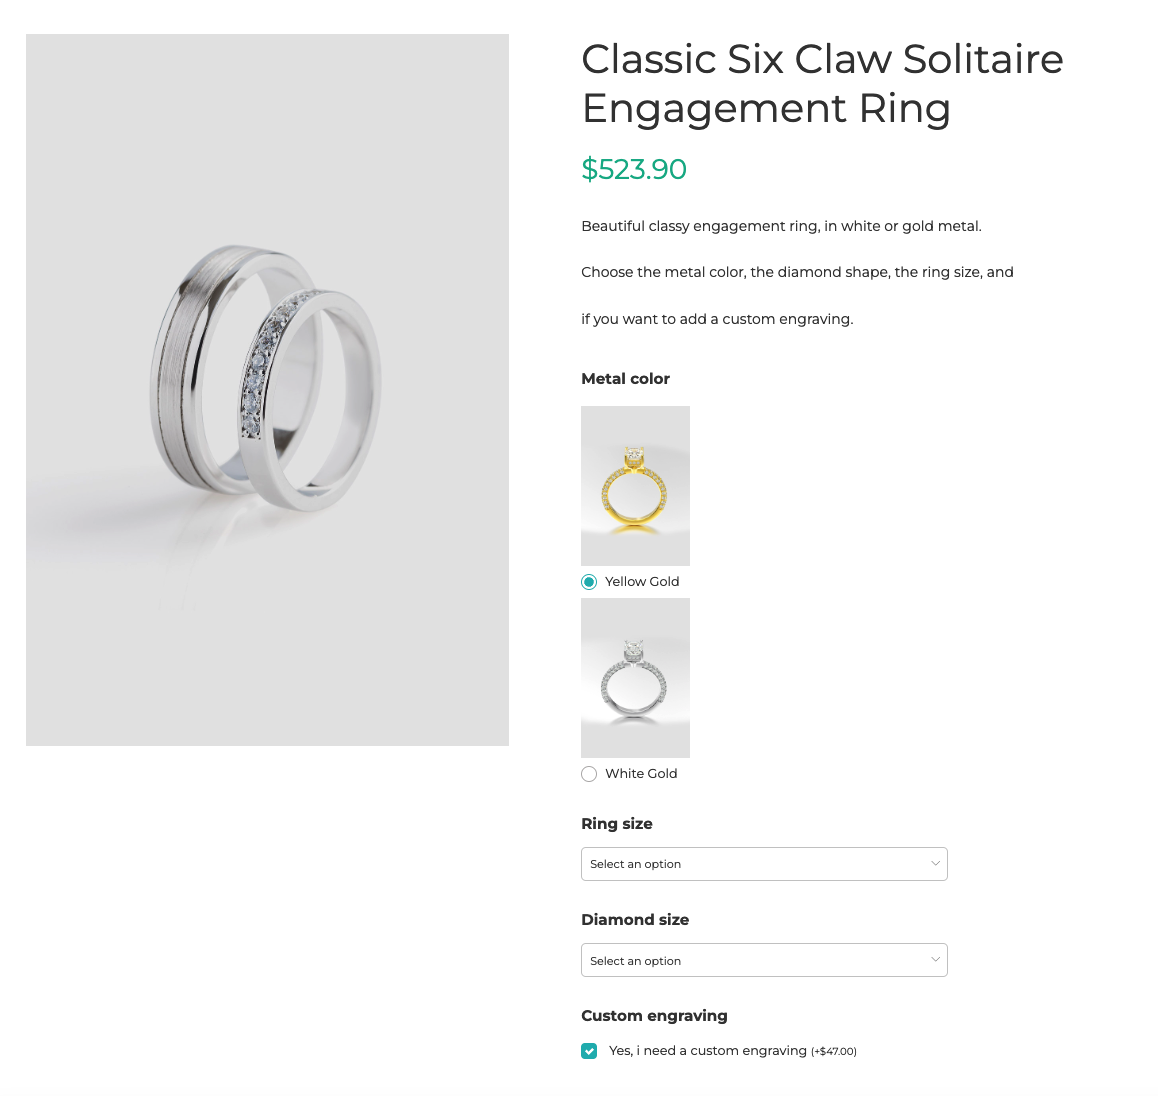 Classic Six Claw Solitaire
Engagement Ring
$523.90
Beautiful classy engagement ring, in white or gold metal.
Choose the metal color, the diamond shape, the ring size, and
if you want to add a custom engraving.
Metal color
Yellow Gold
White Gold
Ring size
Select an option
Diamond size
Select an option
Custom engraving
Yes, i need a custom engraving (+$47.00)